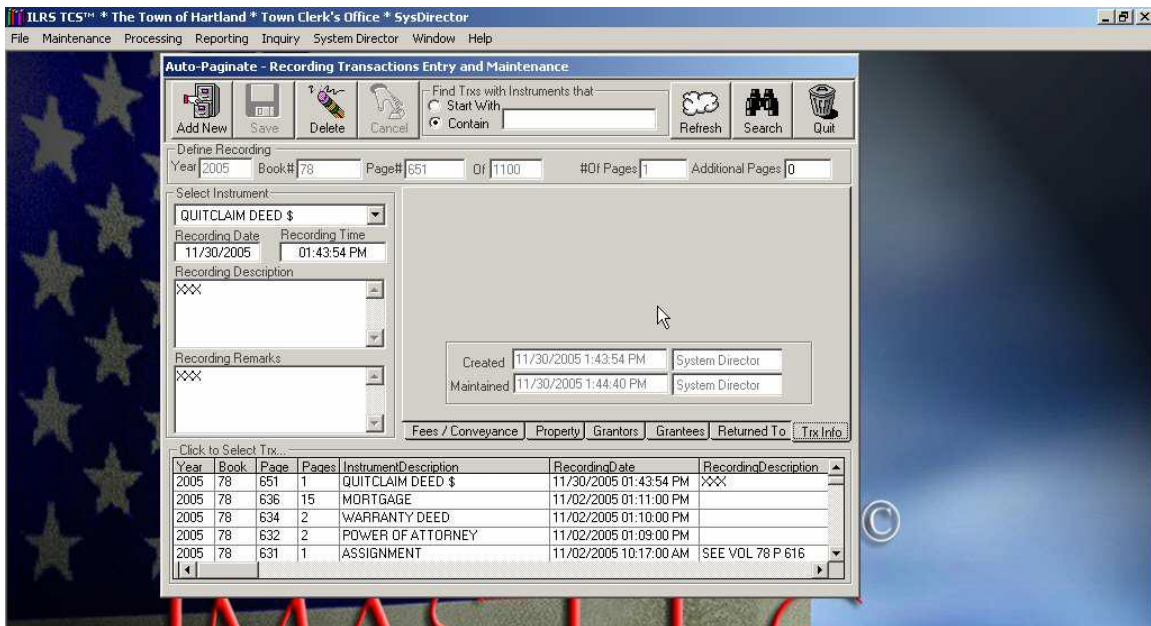 ILRS TCS™ * The Town of Hartland * Town Clerk's Office * SysDirector
File Maintenance Processing Reporting Inquiry System Director Window Help
Auto-Paginate - Recording Transactions Entry and Maintenance
Add New Save Delete Cancel
Find Trxs with Instruments that
Start With
Contain
Refresh Search Quit
Define Recording
Year 2005 Book# 78 Page# 651 Of 1100 #Of Pages 1 Additional Pages 0
Select Instrument
QUITCLAIM DEED $
Recording Date Recording Time
11/30/2005 01:43:54 PM
Recording Description
XXX
Recording Remarks
XXX
Created 11/30/2005 1:43:54 PM System Director
Maintained 11/30/2005 1:44:40 PM System Director
Fees / Conveyance Property Grantors Grantees Returned To Trx Info
Click to Select Trx...
Year Book Page Pages InstrumentDescription RecordingDate RecordingDescription
2005 78 651 1 QUITCLAIM DEED $ 11/30/2005 01:43:54 PM XXX
2005 78 636 15 MORTGAGE 11/02/2005 01:11:00 PM
2005 78 634 2 WARRANTY DEED 11/02/2005 01:10:00 PM
2005 78 632 2 POWER OF ATTORNEY 11/02/2005 01:09:00 PM
2005 78 631 1 ASSIGNMENT 11/02/2005 10:17:00 AM SEE VOL 78 P 616
©